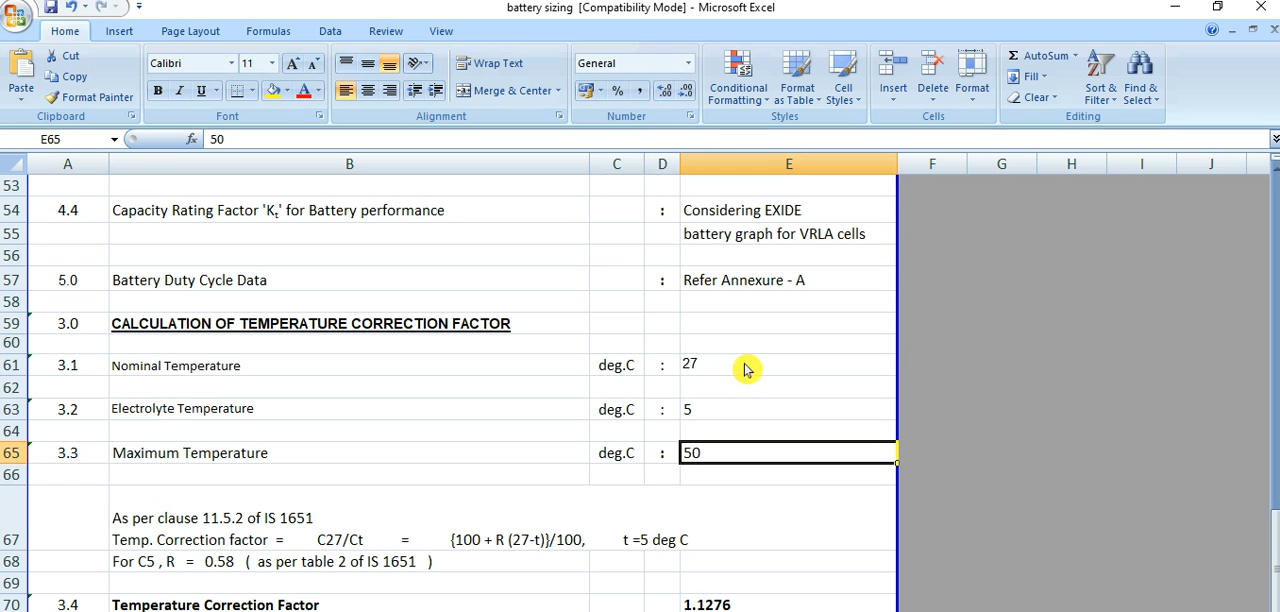 battery sizing [Compatibility Mode] - Microsoft Excel
Home Insert Page Layout Formulas Data Review View
Paste Cut Copy Format Painter Clipboard
Calibri 11 A A B I U A Font
Wrap Text Merge & Center Alignment
General % , Number
Conditional Formatting Format as Table Cell Styles Styles
Insert Delete Format Cells
Σ AutoSum Fill Clear Sort & Filter Find & Select Editing
E65 fx 50
A B C D E F G H I J
53
54 4.4 Capacity Rating Factor 'Kt' for Battery performance : Considering EXIDE
55 battery graph for VRLA cells
56
57 5.0 Battery Duty Cycle Data : Refer Annexure - A
58
59 3.0 CALCULATION OF TEMPERATURE CORRECTION FACTOR
60
61 3.1 Nominal Temperature deg.C : 27
62
63 3.2 Electrolyte Temperature deg.C : 5
64
65 3.3 Maximum Temperature deg.C : 50
66
As per clause 11.5.2 of IS 1651
67 Temp. Correction factor = C27/Ct = {100 + R (27-t)}/100, t =5 deg C
68 For C5 , R = 0.58 ( as per table 2 of IS 1651 )
69
70 3.4 Temperature Correction Factor 1.1276